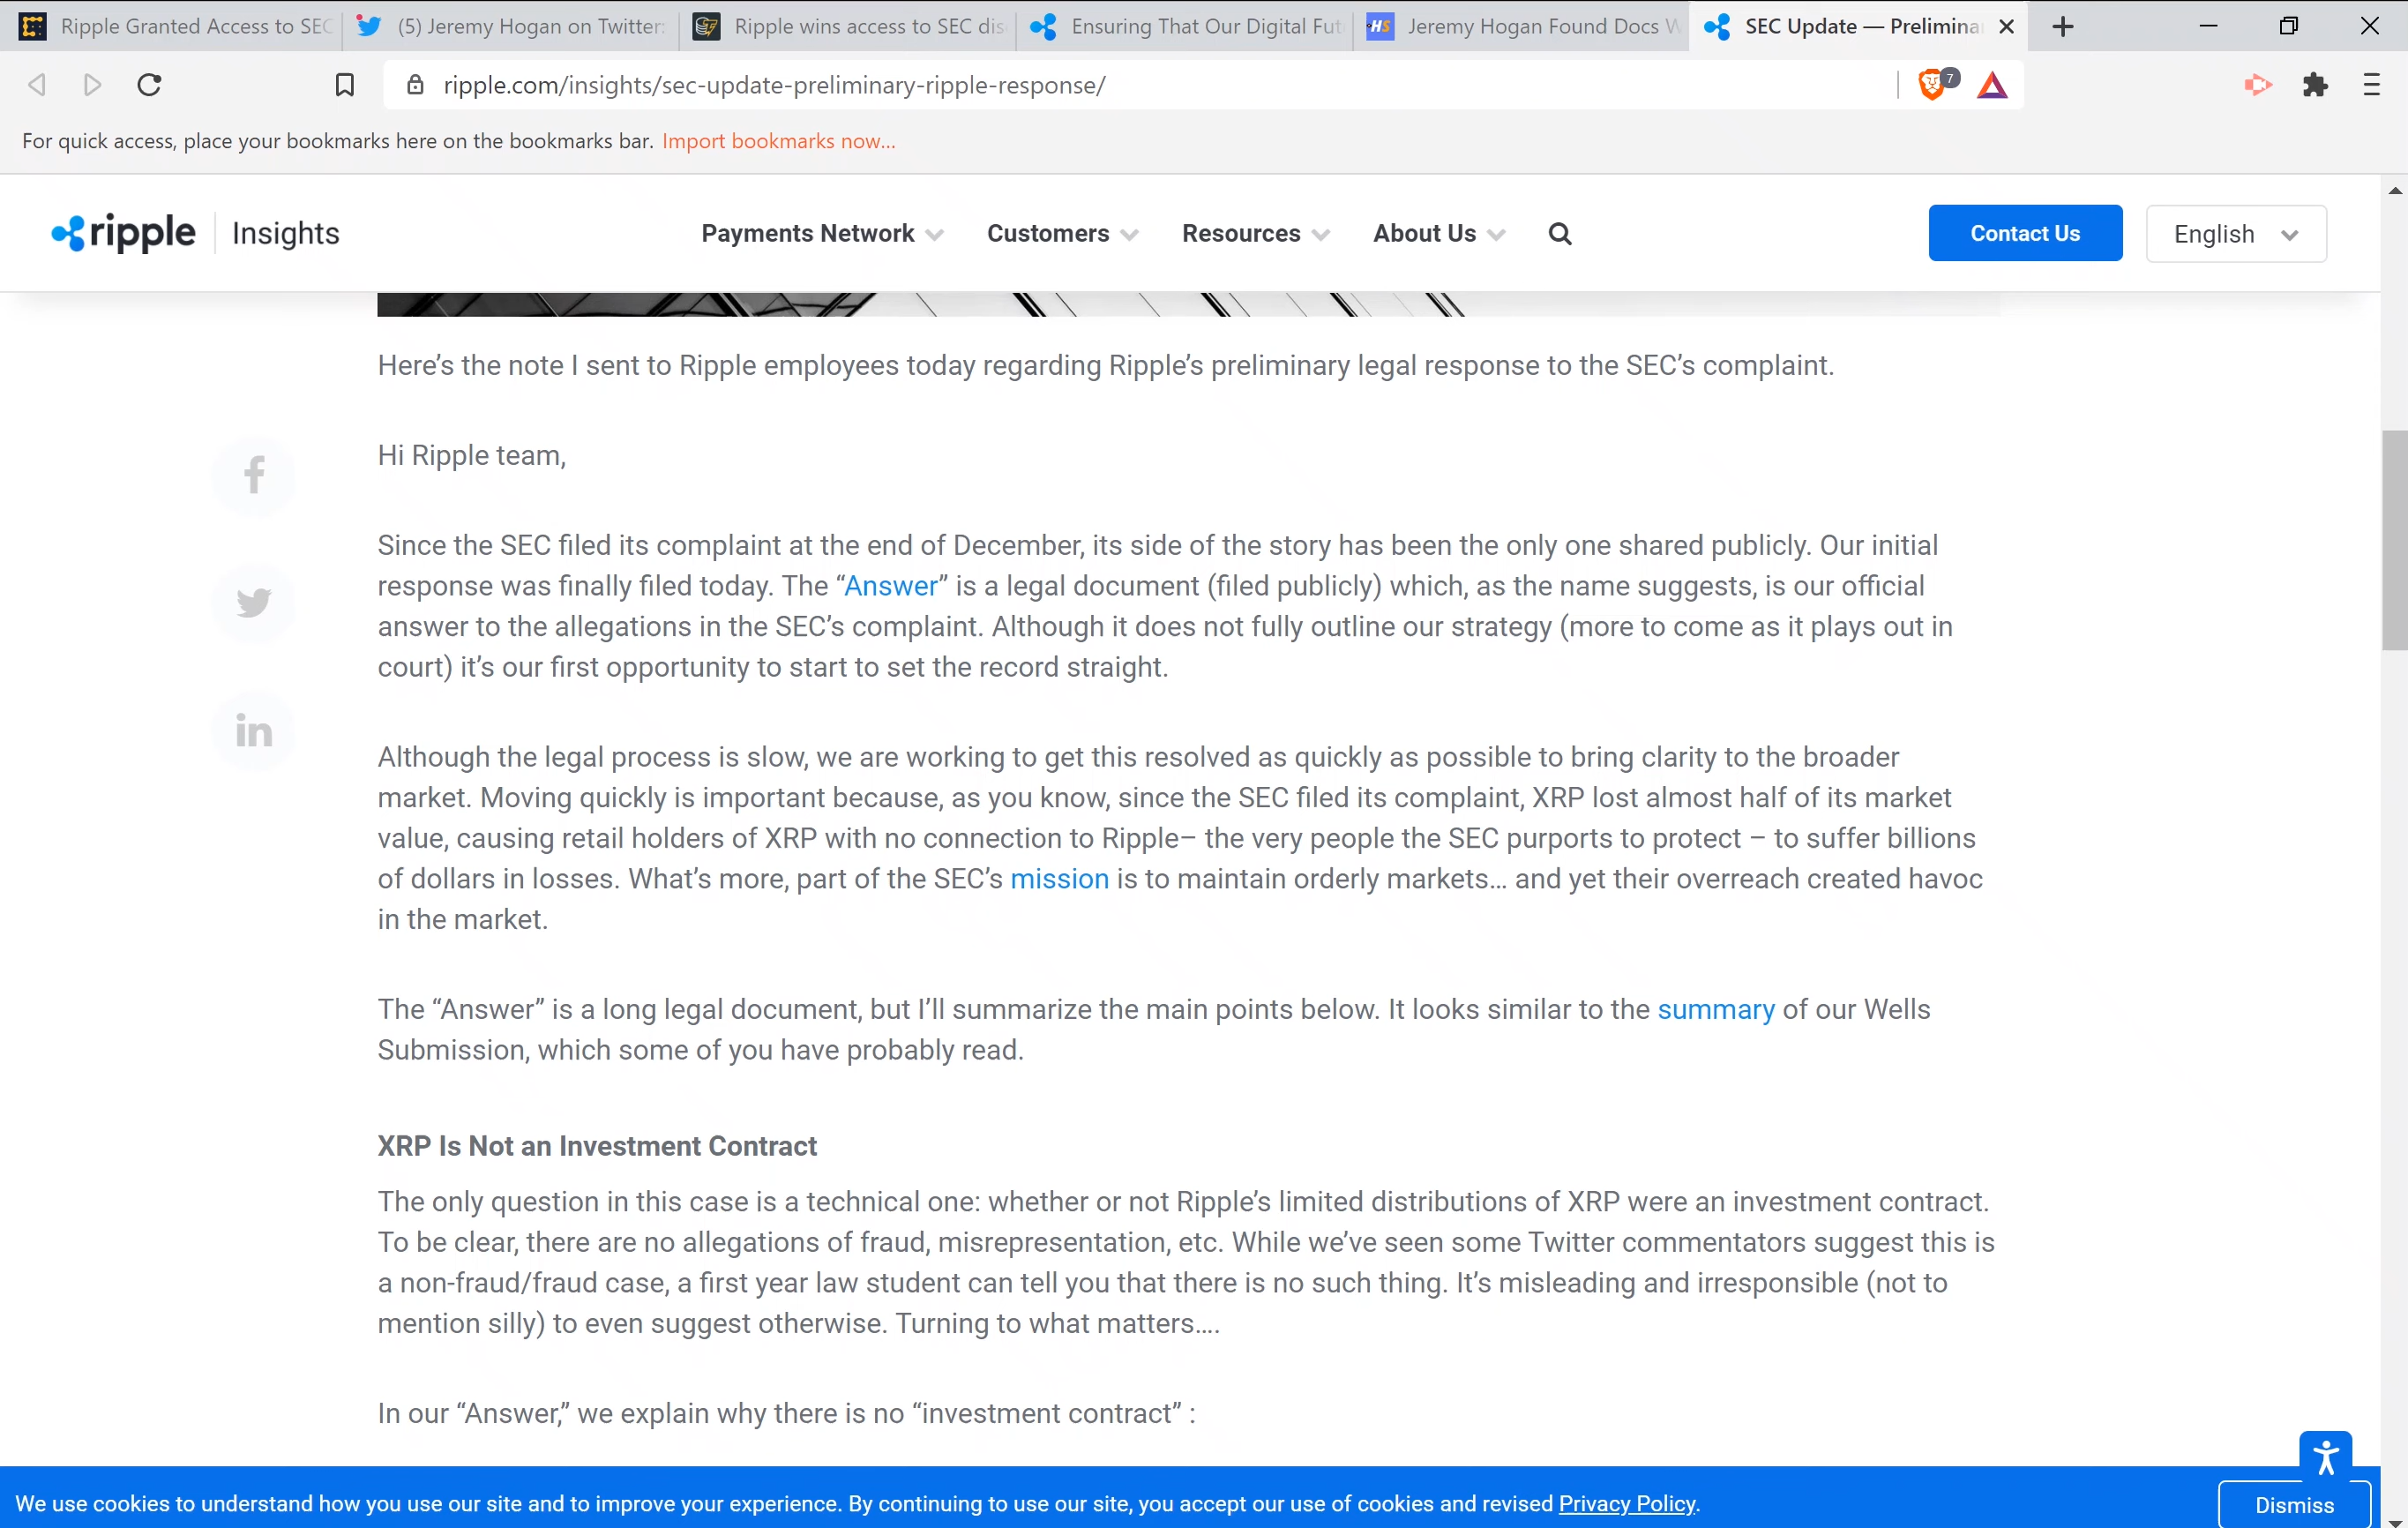 Ripple Granted Access to SEC
(5) Jeremy Hogan on Twitter:
Ripple wins access to SEC dis
Ensuring That Our Digital Fut
Jeremy Hogan Found Docs W
SEC Update — Prelimina
7
ripple.com/insights/sec-update-preliminary-ripple-response/
For quick access, place your bookmarks here on the bookmarks bar. Import bookmarks now...
ripple Insights
Payments Network
Customers
Resources
About Us
Contact Us
English
Here’s the note I sent to Ripple employees today regarding Ripple’s preliminary legal response to the SEC’s complaint.
Hi Ripple team,
Since the SEC filed its complaint at the end of December, its side of the story has been the only one shared publicly. Our initial
response was finally filed today. The “Answer” is a legal document (filed publicly) which, as the name suggests, is our official
answer to the allegations in the SEC’s complaint. Although it does not fully outline our strategy (more to come as it plays out in
court) it’s our first opportunity to start to set the record straight.
Although the legal process is slow, we are working to get this resolved as quickly as possible to bring clarity to the broader
market. Moving quickly is important because, as you know, since the SEC filed its complaint, XRP lost almost half of its market
value, causing retail holders of XRP with no connection to Ripple– the very people the SEC purports to protect – to suffer billions
of dollars in losses. What’s more, part of the SEC’s mission is to maintain orderly markets… and yet their overreach created havoc
in the market.
The “Answer” is a long legal document, but I’ll summarize the main points below. It looks similar to the summary of our Wells
Submission, which some of you have probably read.
XRP Is Not an Investment Contract
The only question in this case is a technical one: whether or not Ripple’s limited distributions of XRP were an investment contract.
To be clear, there are no allegations of fraud, misrepresentation, etc. While we’ve seen some Twitter commentators suggest this is
a non-fraud/fraud case, a first year law student can tell you that there is no such thing. It’s misleading and irresponsible (not to
mention silly) to even suggest otherwise. Turning to what matters….
In our “Answer,” we explain why there is no “investment contract” :
We use cookies to understand how you use our site and to improve your experience. By continuing to use our site, you accept our use of cookies and revised Privacy Policy.
Dismiss